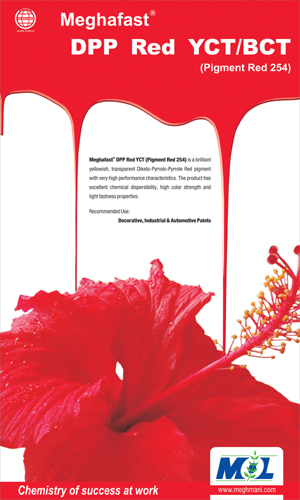 Meghafast®
DPP Red YCT/BCT
(Pigment Red 254)
Meghafast® DPP Red YCT (Pigment Red 254) is a brilliant
yellowish, transparent Diketo-Pyrrolo-Pyrrole Red pigment
with very high performance characteristics. The product has
excellent chemical dispersibility, high color strength and
light fastness properties.
Recommended Use:
Decorative, Industrial & Automotive Paints
MOL
Chemistry of success at work
www.meghmani.com